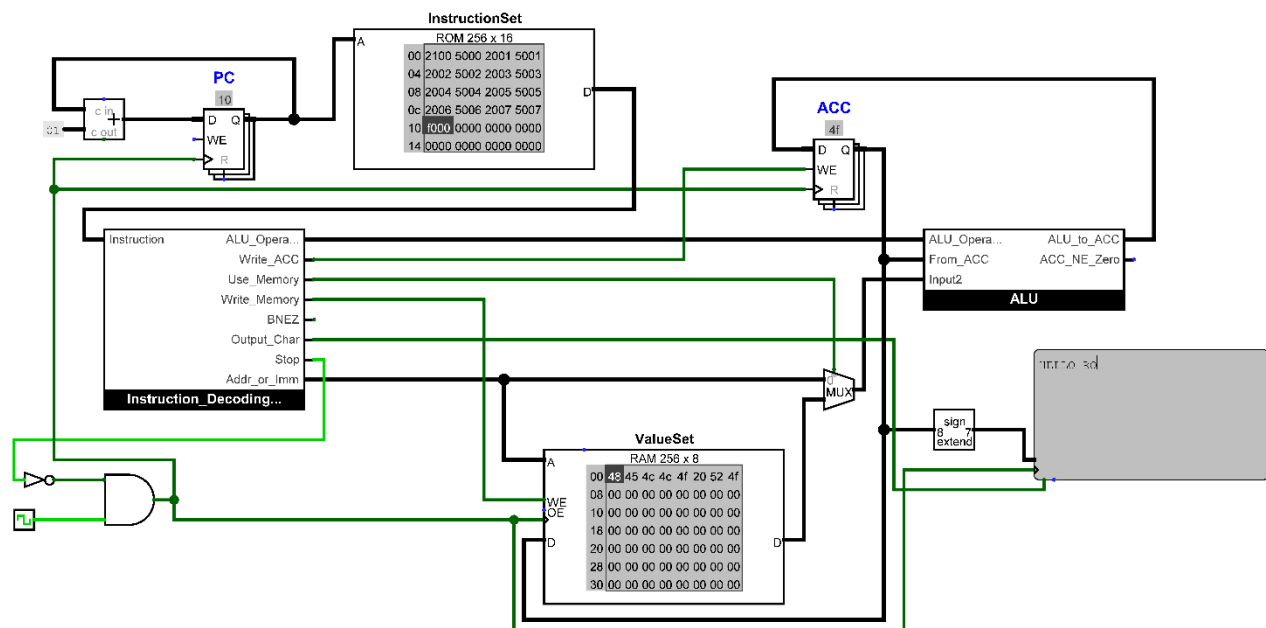 InstructionSet
ROM 256 x 16
A
D
00 2100 5000 2001 5001
04 2002 5002 2003 5003
08 2004 5004 2005 5005
0c 2006 5006 2007 5007
10 f000 0000 0000 0000
14 0000 0000 0000 0000
PC
10
D Q
WE
R
c in
+
c out
01
ACC
4f
D Q
WE
R
Instruction
ALU_Opera...
Write_ACC
Use_Memory
Write_Memory
BNEZ
Output_Char
Stop
Addr_or_Imm
Instruction_Decoding...
ALU_Opera... ALU_to_ACC
From_ACC ACC_NE_Zero
Input2
ALU
0
MUX
sign
8 7
extend
ValueSet
RAM 256 x 8
A
WE
OE
D
D
00 48 45 4c 4c 4f 20 52 4f
08 00 00 00 00 00 00 00 00
10 00 00 00 00 00 00 00 00
18 00 00 00 00 00 00 00 00
20 00 00 00 00 00 00 00 00
28 00 00 00 00 00 00 00 00
30 00 00 00 00 00 00 00 00